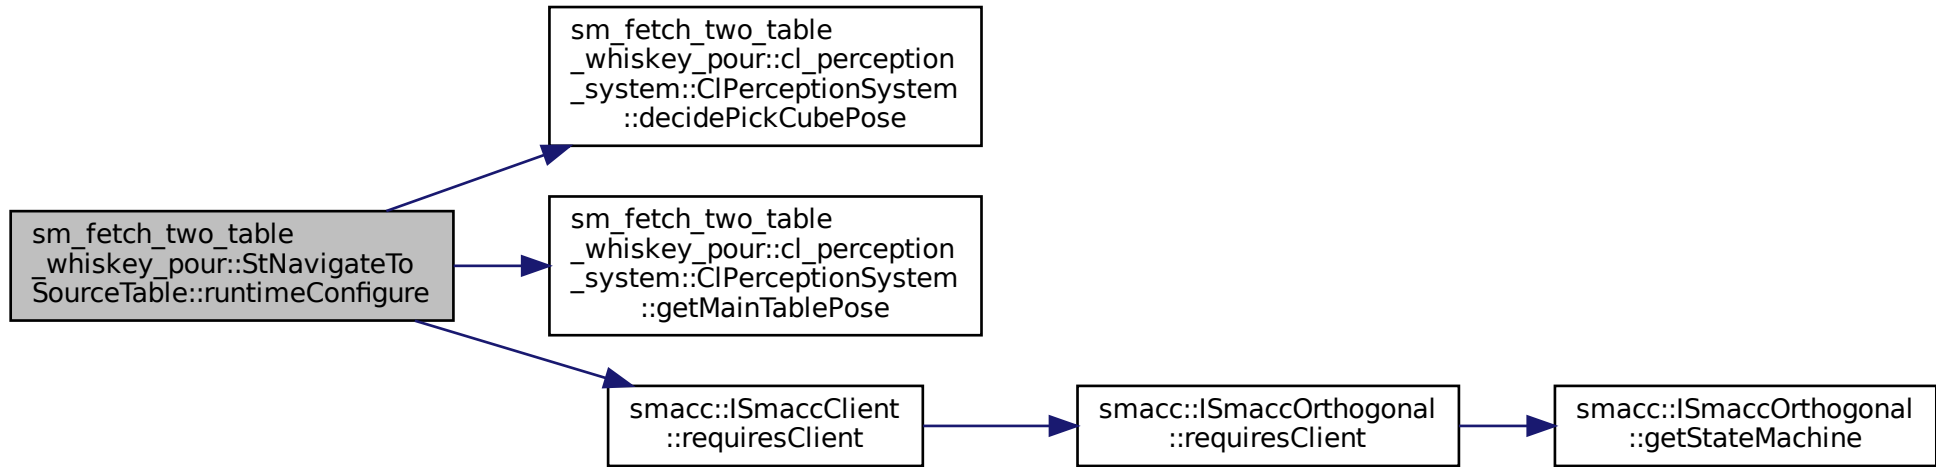 sm_fetch_two_table
_whiskey_pour::cl_perception
_system::ClPerceptionSystem
::decidePickCubePose
sm_fetch_two_table
_whiskey_pour::StNavigateTo
SourceTable::runtimeConfigure
sm_fetch_two_table
_whiskey_pour::cl_perception
_system::ClPerceptionSystem
::getMainTablePose
smacc::ISmaccClient
::requiresClient
smacc::ISmaccOrthogonal
::requiresClient
smacc::ISmaccOrthogonal
::getStateMachine